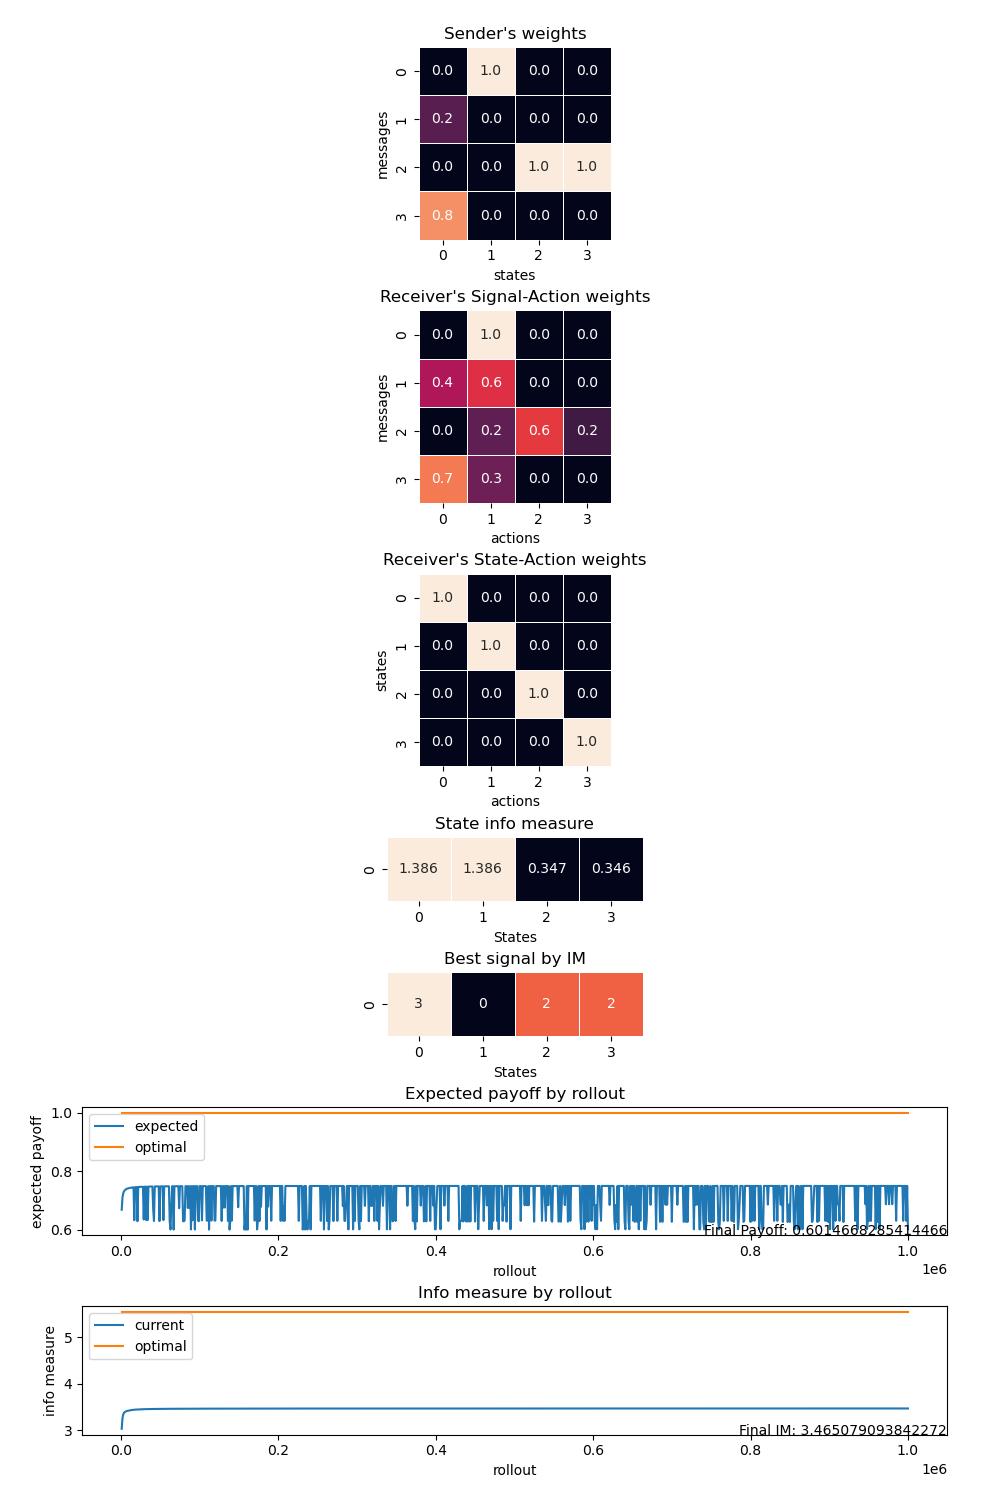 Sender's weights
0 0.0 1.0 0.0 0.0
1 0.2 0.0 0.0 0.0
2 0.0 0.0 1.0 1.0
3 0.8 0.0 0.0 0.0
messages
0 1 2 3
states
Receiver's Signal-Action weights
0 0.0 1.0 0.0 0.0
1 0.4 0.6 0.0 0.0
2 0.0 0.2 0.6 0.2
3 0.7 0.3 0.0 0.0
messages
0 1 2 3
actions
Receiver's State-Action weights
0 1.0 0.0 0.0 0.0
1 0.0 1.0 0.0 0.0
2 0.0 0.0 1.0 0.0
3 0.0 0.0 0.0 1.0
states
0 1 2 3
actions
State info measure
0 1.386 1.386 0.347 0.346
0 1 2 3
States
Best signal by IM
0 3 0 2 2
0 1 2 3
States
Expected payoff by rollout
expected payoff
1.0
0.8
0.6
expected
optimal
Final Payoff: 0.6014668285414466
0.0 0.2 0.4 0.6 0.8 1.0
1e6
rollout
Info measure by rollout
info measure
5
4
3
current
optimal
Final IM: 3.465079093842272
0.0 0.2 0.4 0.6 0.8 1.0
1e6
rollout